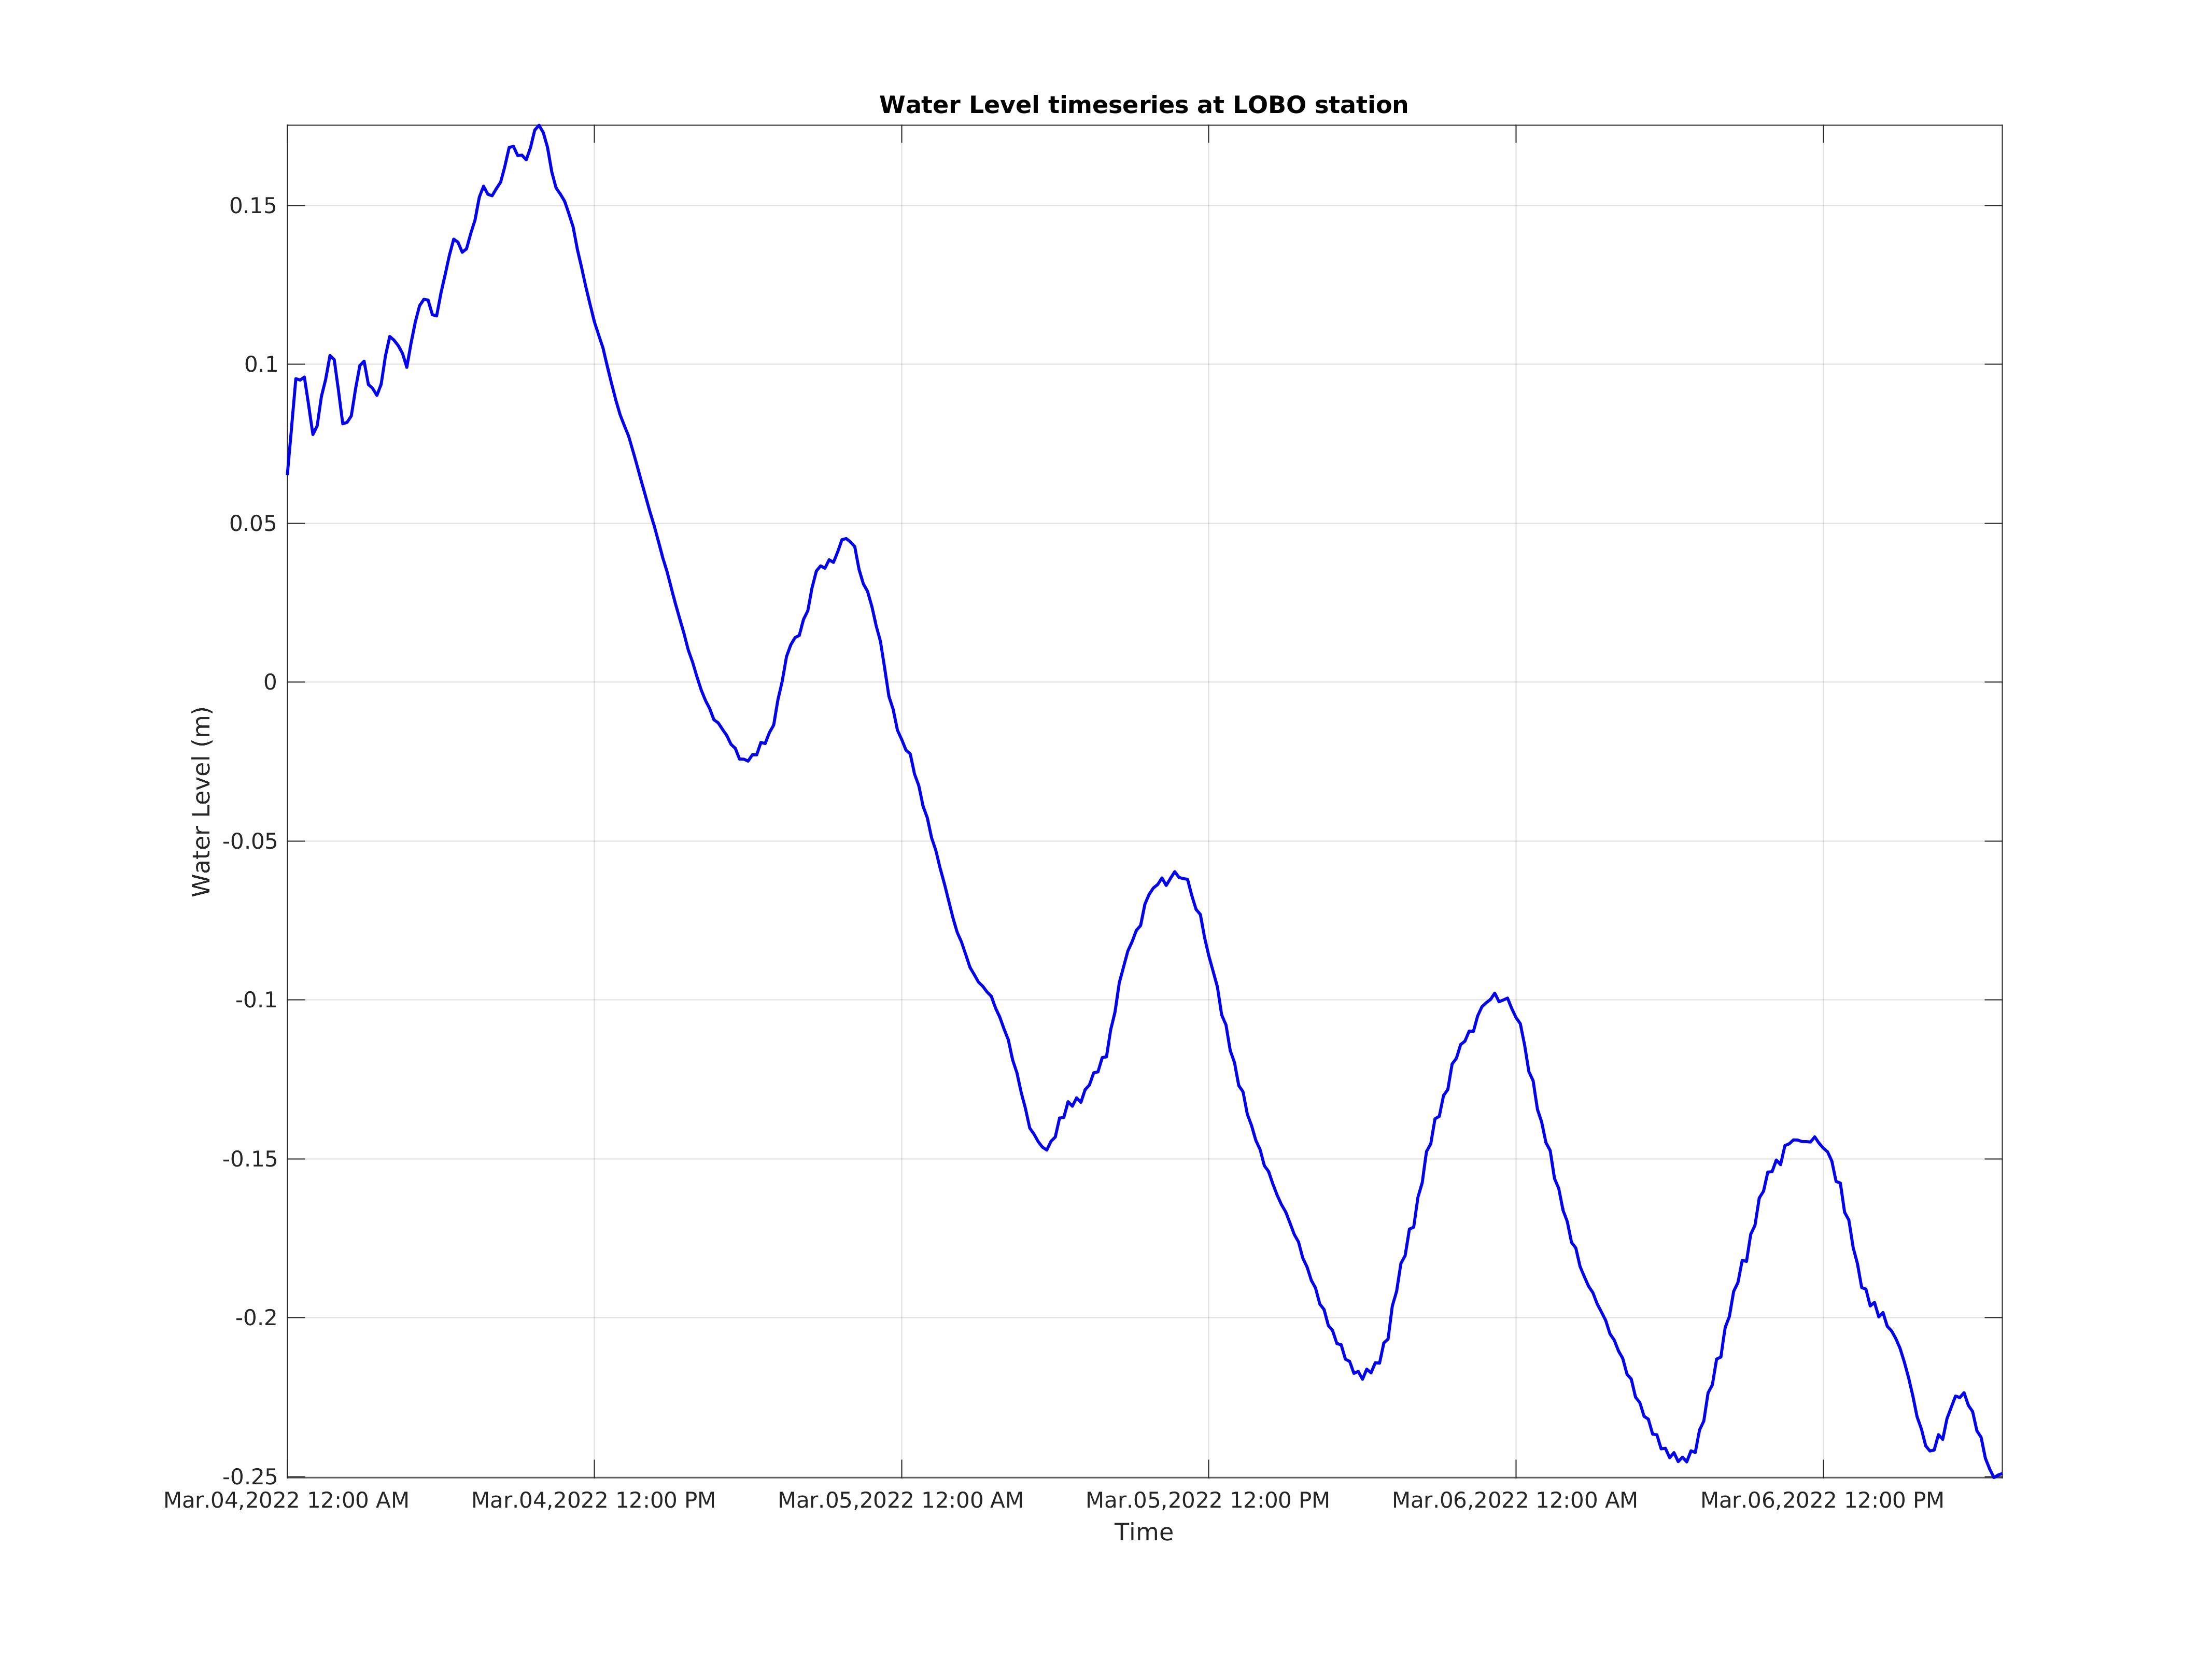 Water Level timeseries at LOBO station
0.15
0.1
0.05
0
-0.05
-0.1
-0.15
-0.2
-0.25
Water Level (m)
Mar.04,2022 12:00 AM
Mar.04,2022 12:00 PM
Mar.05,2022 12:00 AM
Mar.05,2022 12:00 PM
Mar.06,2022 12:00 AM
Mar.06,2022 12:00 PM
Time